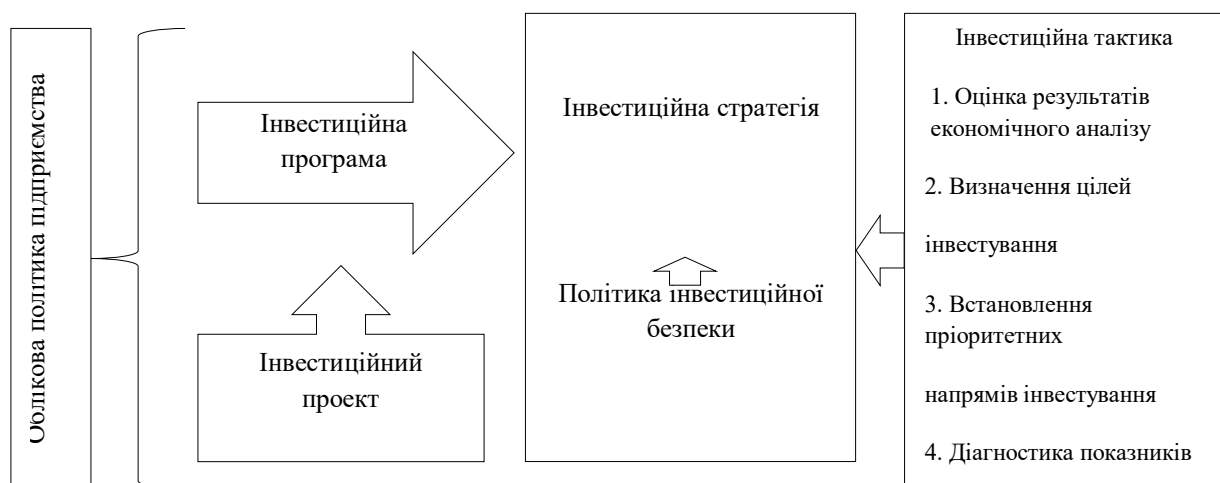 Облікова політика підприємства
Інвестиційна
програма
Інвестиційний
проект
Інвестиційна стратегія
Політика інвестиційної
безпеки
Інвестиційна тактика
1. Оцінка результатів
економічного аналізу
2. Визначення цілей
інвестування
3. Встановлення
пріоритетних
напрямів інвестування
4. Діагностика показників